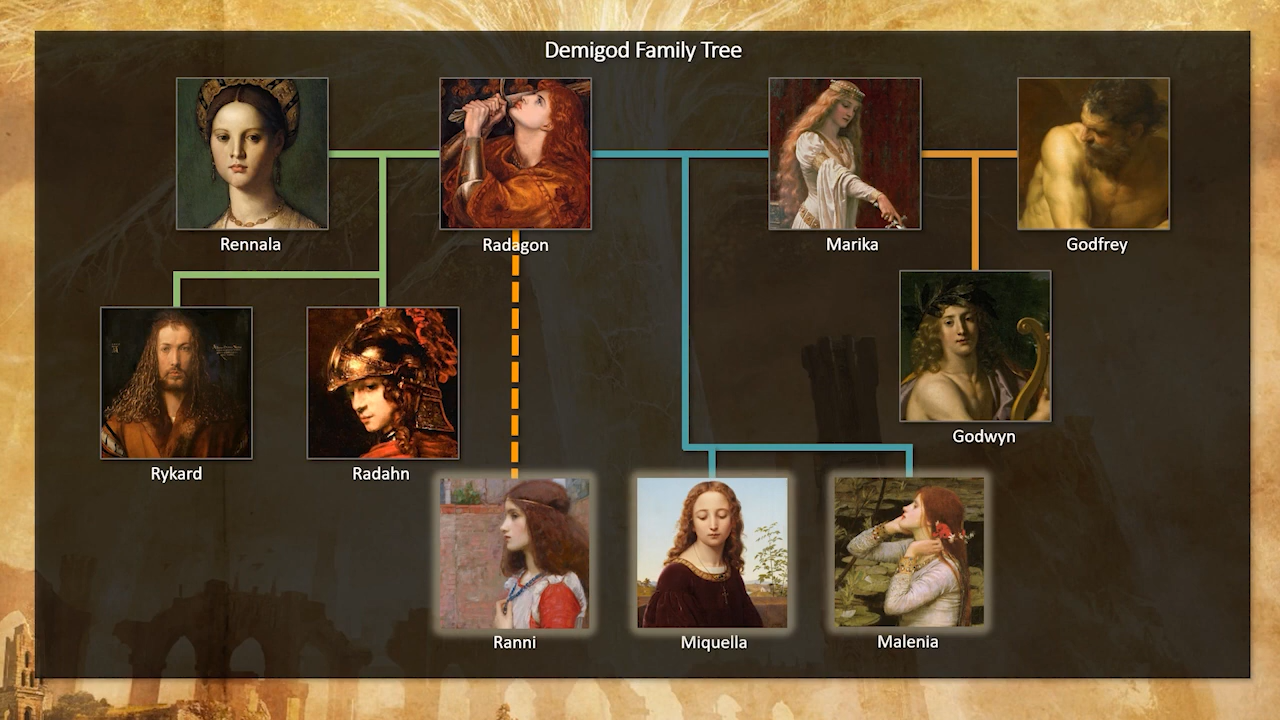 Demigod Family Tree
Rennala
Radagon
Marika
Godfrey
Godwyn
Rykard
Radahn
Ranni
Miquella
Malenia